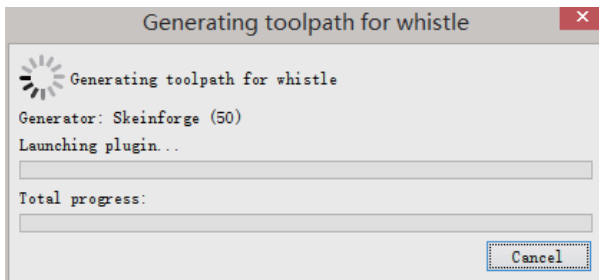 Generating toolpath for whistle
Generating toolpath for whistle
Generator: Skeinforge (50)
Launching plugin...
Total progress:
Cancel